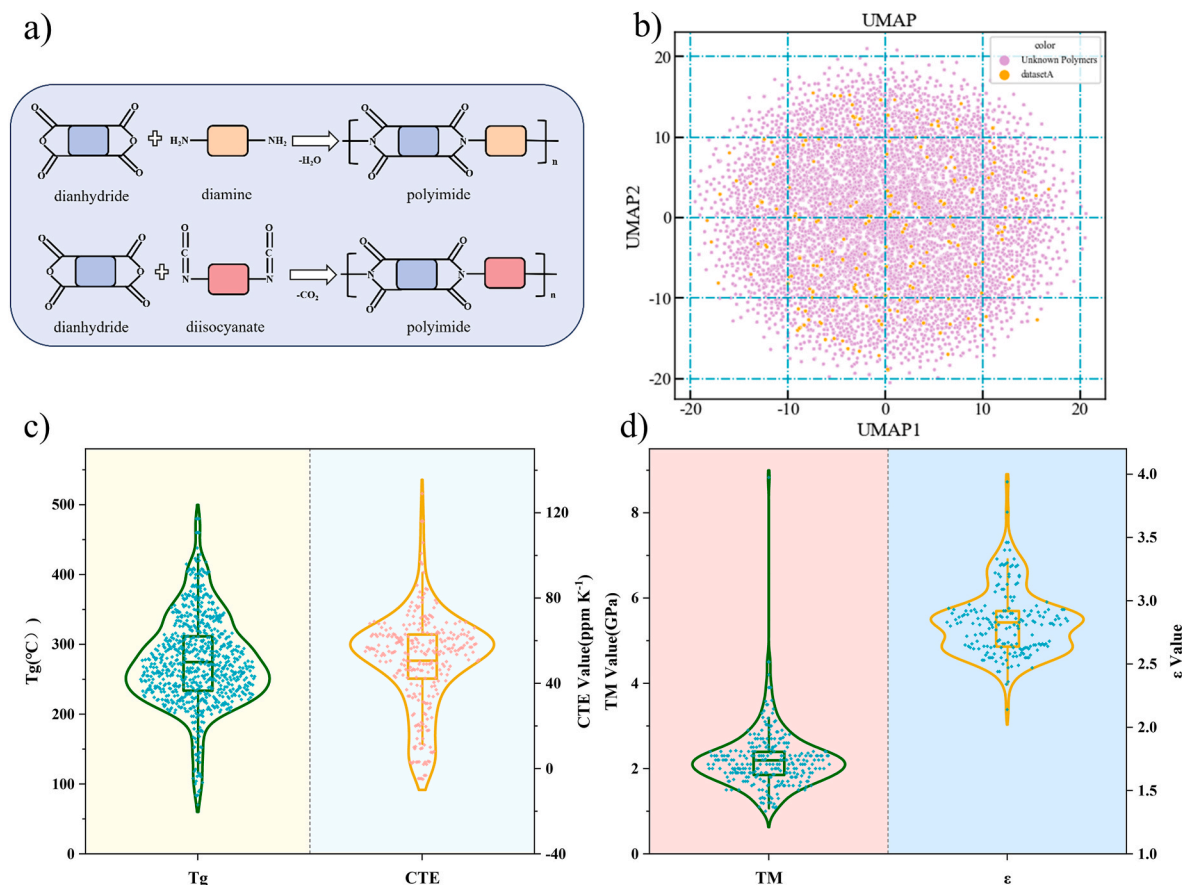 a)
O O O O
O O
O O O O
H₂N NH₂
-H₂O
N N
n
dianhydride diamine polyimide
O O
C C
N N
O O O O
O O
O O O O
-CO₂
N N
n
dianhydride diisocyanate polyimide
b)
UMAP
color
Unknown Polymers
datasetA
20
10
0
-10
-20
UMAP2
-20 -10 0 10 20
UMAP1
c)
500
400
300
200
100
0
Tg(℃)
120
80
40
0
-40
CTE Value(ppm K⁻¹)
Tg CTE
d)
8
6
4
2
0
TM Value(GPa)
4.0
3.5
3.0
2.5
2.0
1.5
1.0
ε Value
TM ε